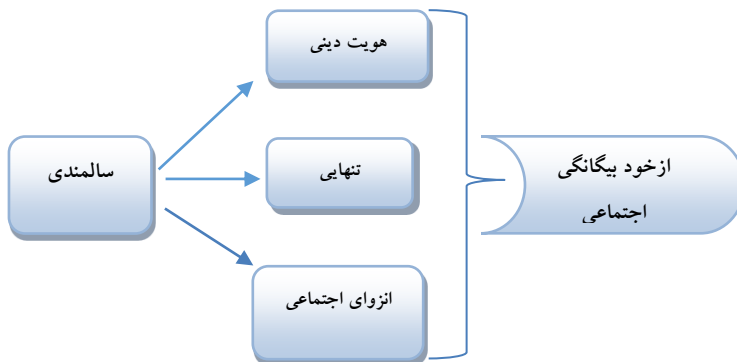 هویت دینی
سالمندی
تنهایی
ازخود بیگانگی
اجتماعی
انزوای اجتماعی